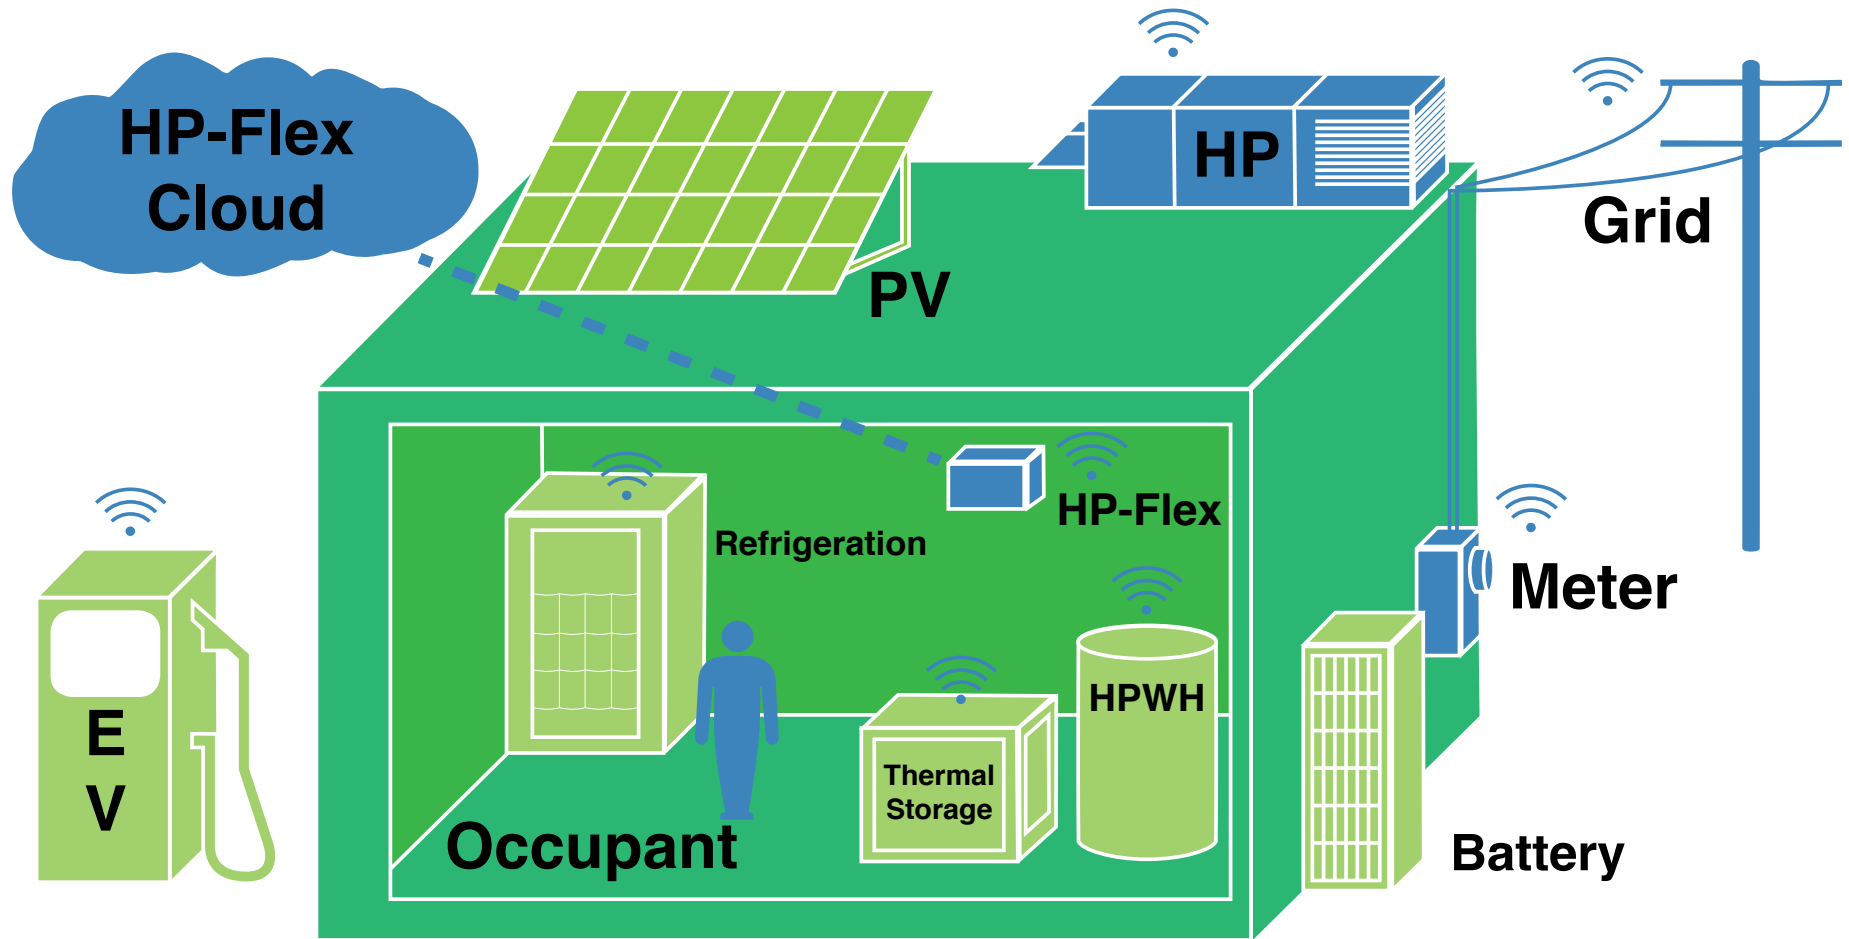 HP-Flex
Cloud
HP
Grid
PV
HP-Flex
Refrigeration
Meter
HPWH
E
V
Thermal
Storage
Occupant
Battery